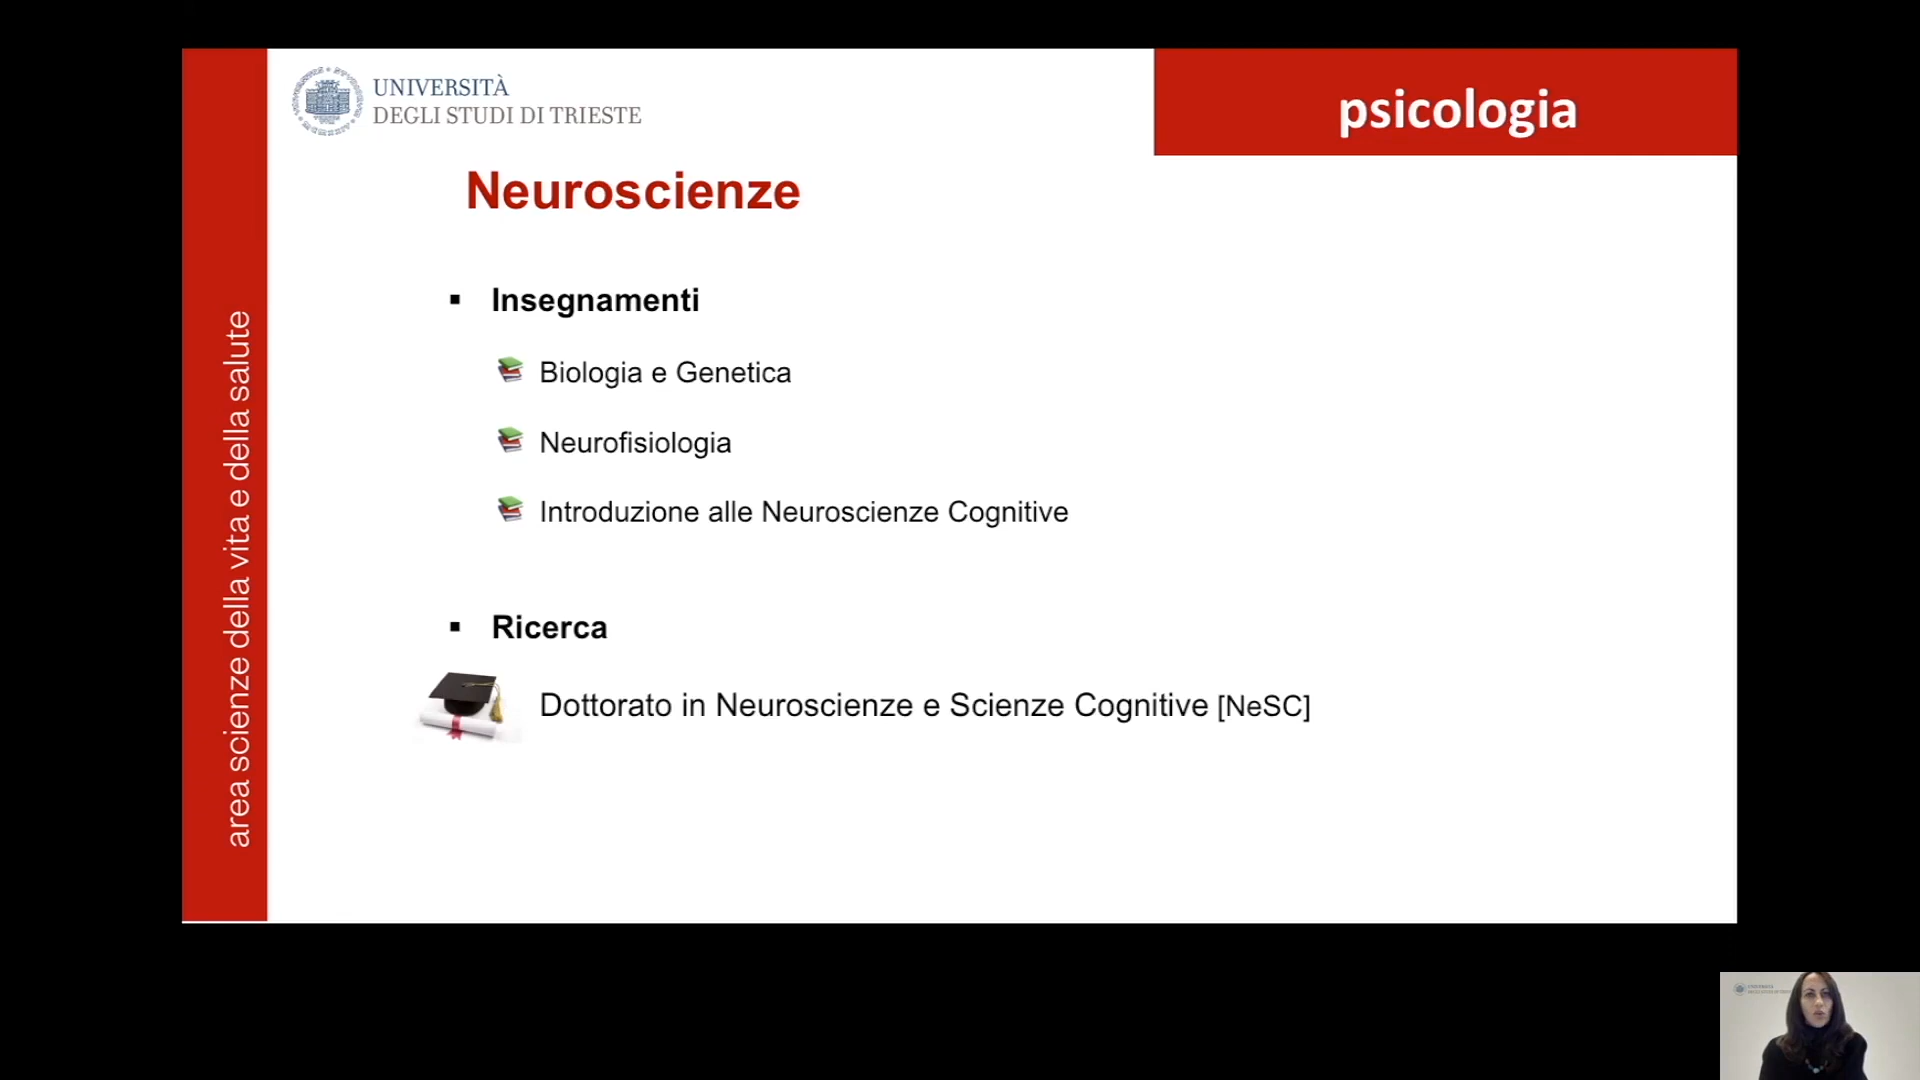 UNIVERSITÀ
DEGLI STUDI DI TRIESTE
psicologia
Neuroscienze
Insegnamenti
Biologia e Genetica
Neurofisiologia
Introduzione alle Neuroscienze Cognitive
Ricerca
Dottorato in Neuroscienze e Scienze Cognitive [NeSC]
area scienze della vita e della salute